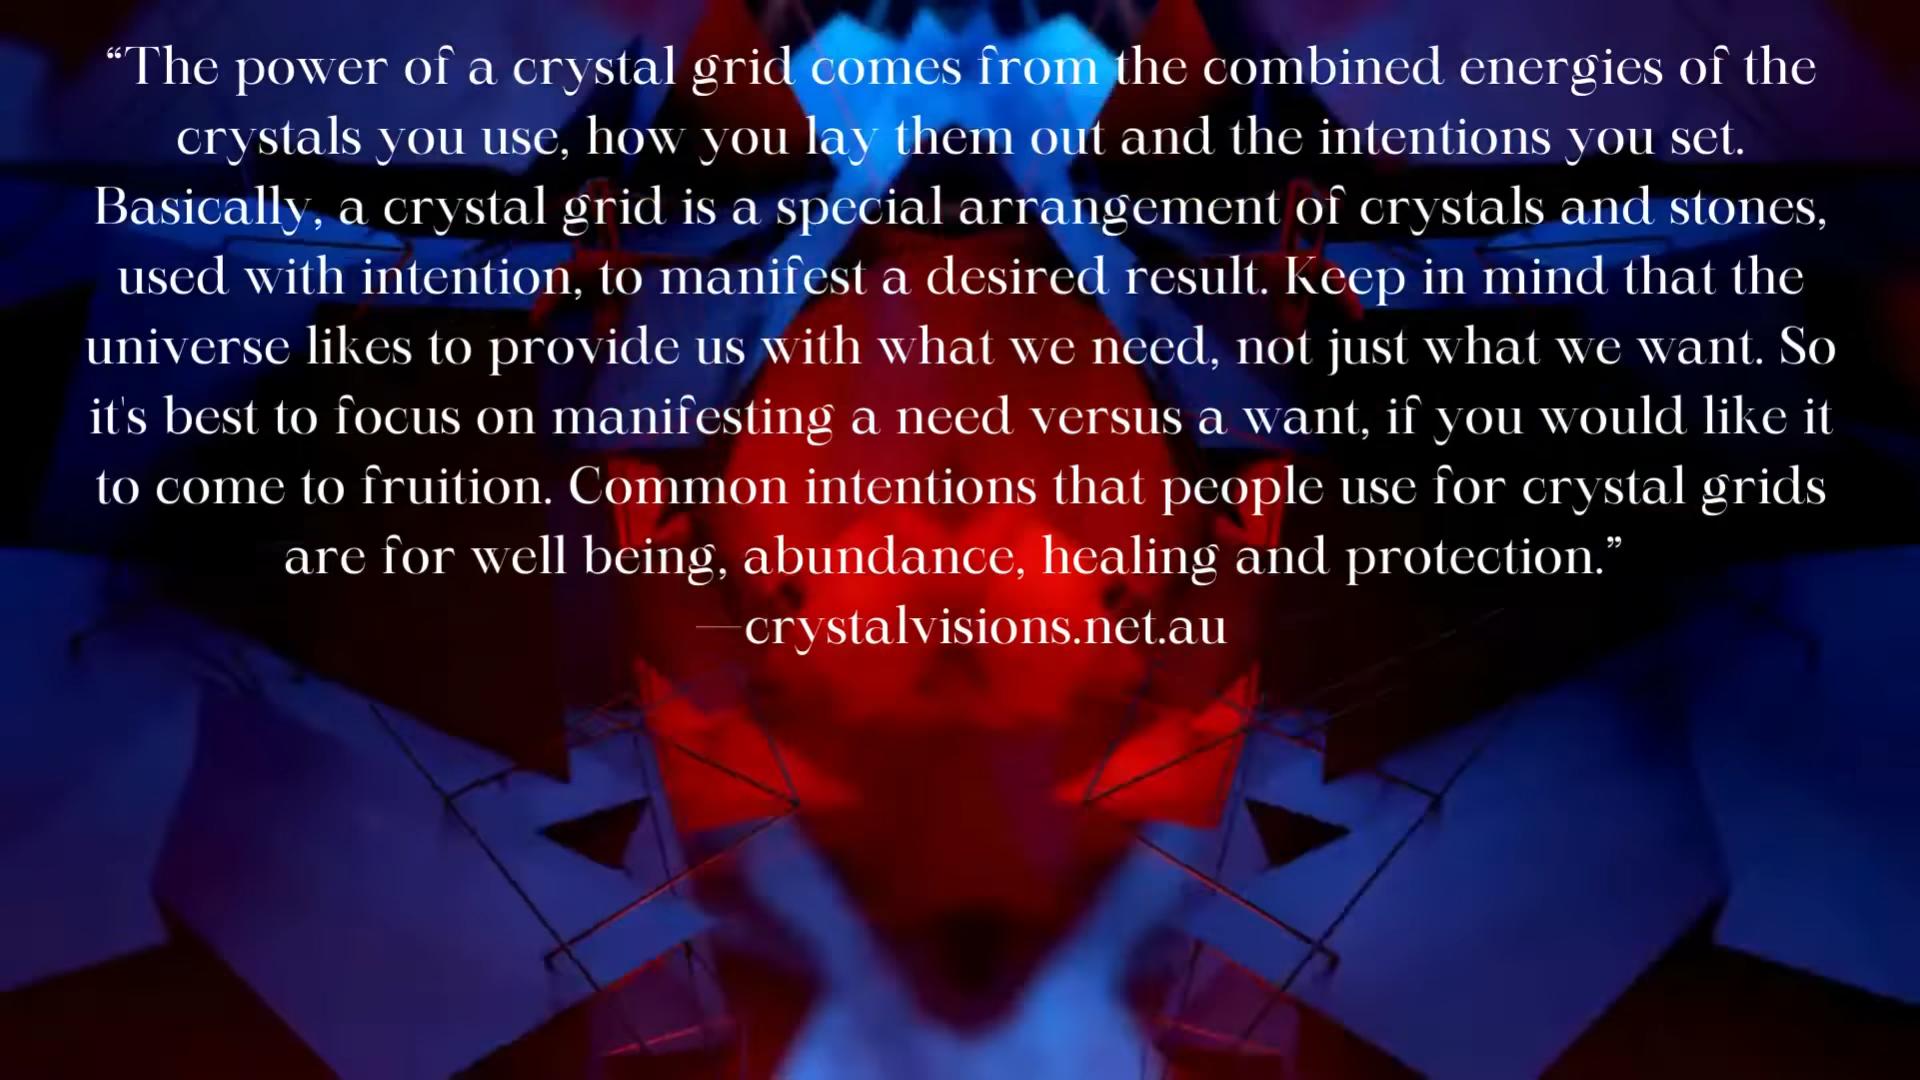 “The power of a crystal grid comes from the combined energies of the
crystals you use, how you lay them out and the intentions you set.
Basically, a crystal grid is a special arrangement of crystals and stones,
used with intention, to manifest a desired result. Keep in mind that the
universe likes to provide us with what we need, not just what we want. So
it's best to focus on manifesting a need versus a want, if you would like it
to come to fruition. Common intentions that people use for crystal grids
are for well being, abundance, healing and protection.”
—crystalvisions.net.au